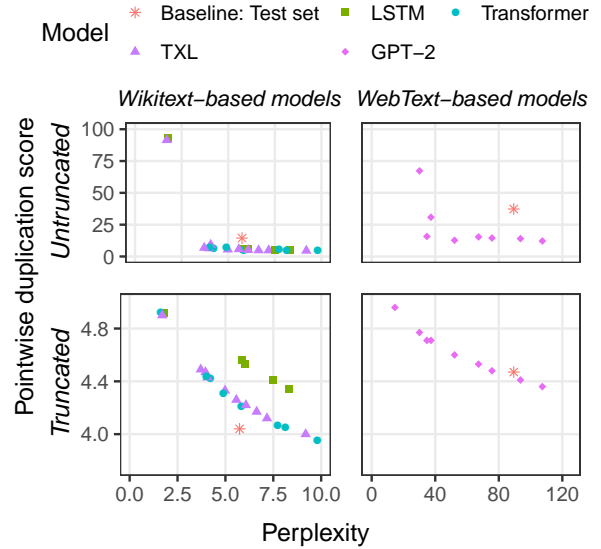 Model
Baseline: Test set
LSTM
Transformer
TXL
GPT−2
Wikitext−based models
WebText−based models
Pointwise duplication score
Untruncated
100
75
50
25
0
Truncated
4.8
4.4
4.0
0.0 2.5 5.0 7.5 10.0
0 40 80 120
Perplexity